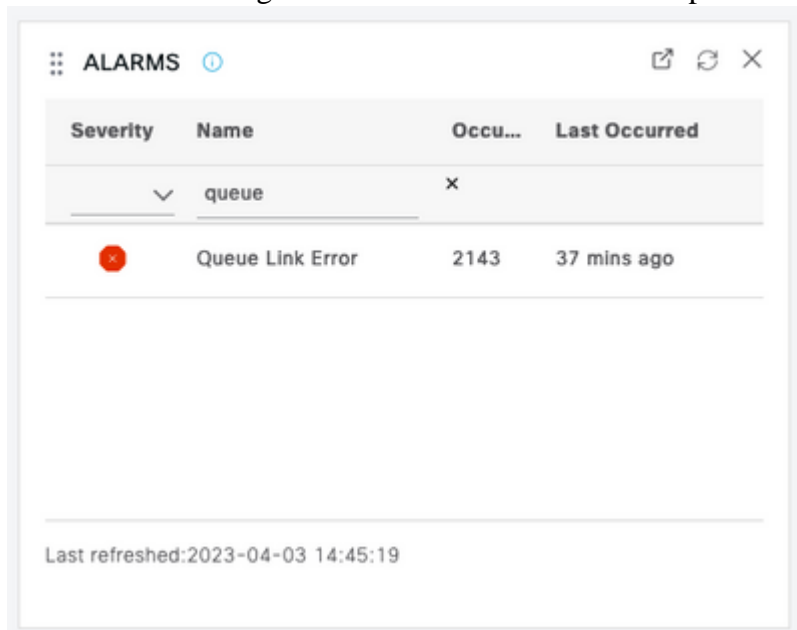 ALARMS
Severity Name Occu... Last Occurred
queue
Queue Link Error 2143 37 mins ago
Last refreshed:2023-04-03 14:45:19